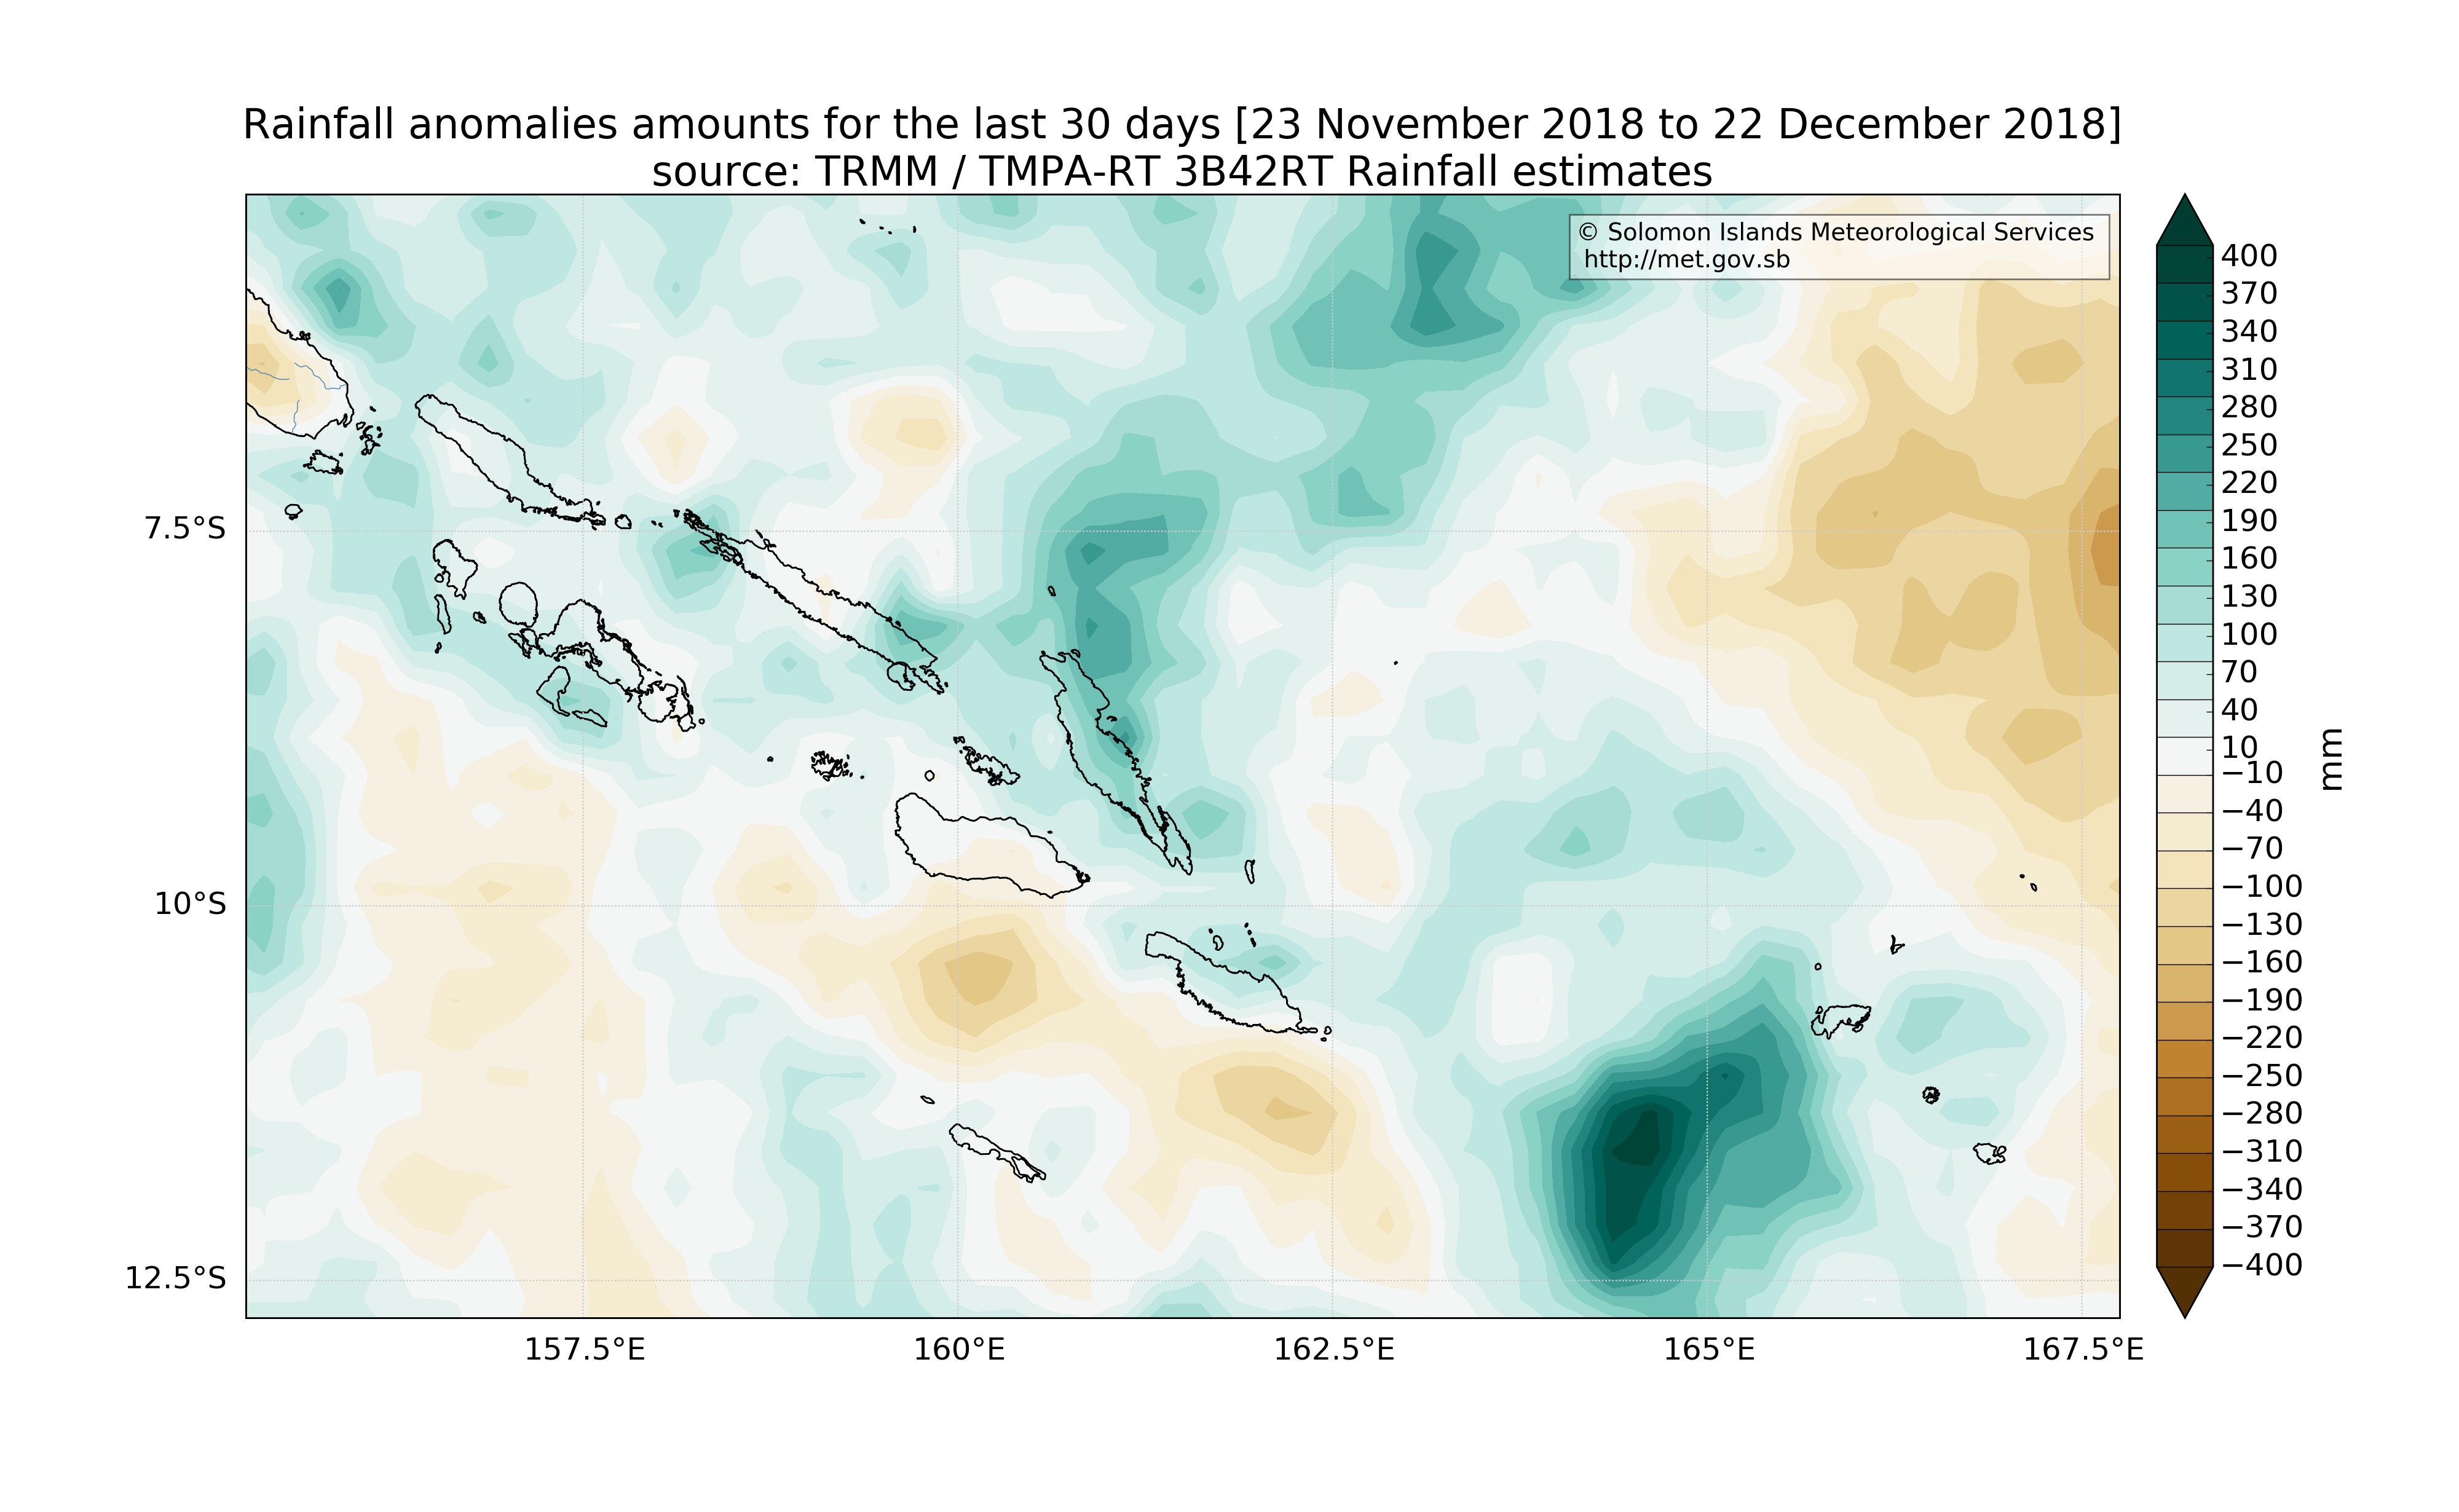 Rainfall anomalies amounts for the last 30 days [23 November 2018 to 22 December 2018]
source: TRMM / TMPA-RT 3B42RT Rainfall estimates
© Solomon Islands Meteorological Services
http://met.gov.sb
7.5°S
10°S
12.5°S
157.5°E
160°E
162.5°E
165°E
167.5°E
400
370
340
310
280
250
220
190
160
130
100
70
40
10
−10
−40
−70
−100
−130
−160
−190
−220
−250
−280
−310
−340
−370
−400
mm